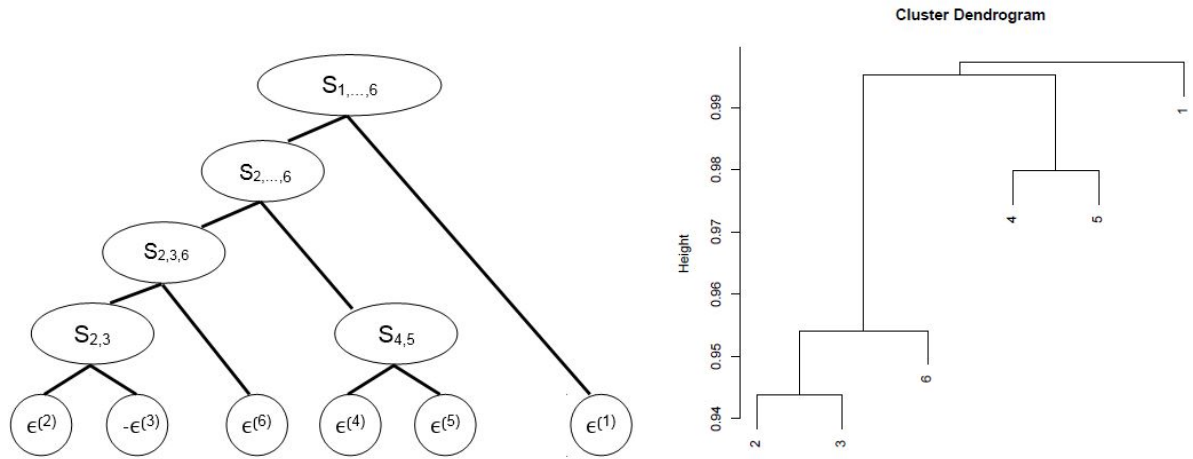 S1,...,6
S2,...,6
S2,3,6
S2,3
S4,5
ϵ(2)
-ϵ(3)
ϵ(6)
ϵ(4)
ϵ(5)
ϵ(1)
Cluster Dendrogram
Height
0.99
0.98
0.97
0.96
0.95
0.94
1
4
5
6
2
3